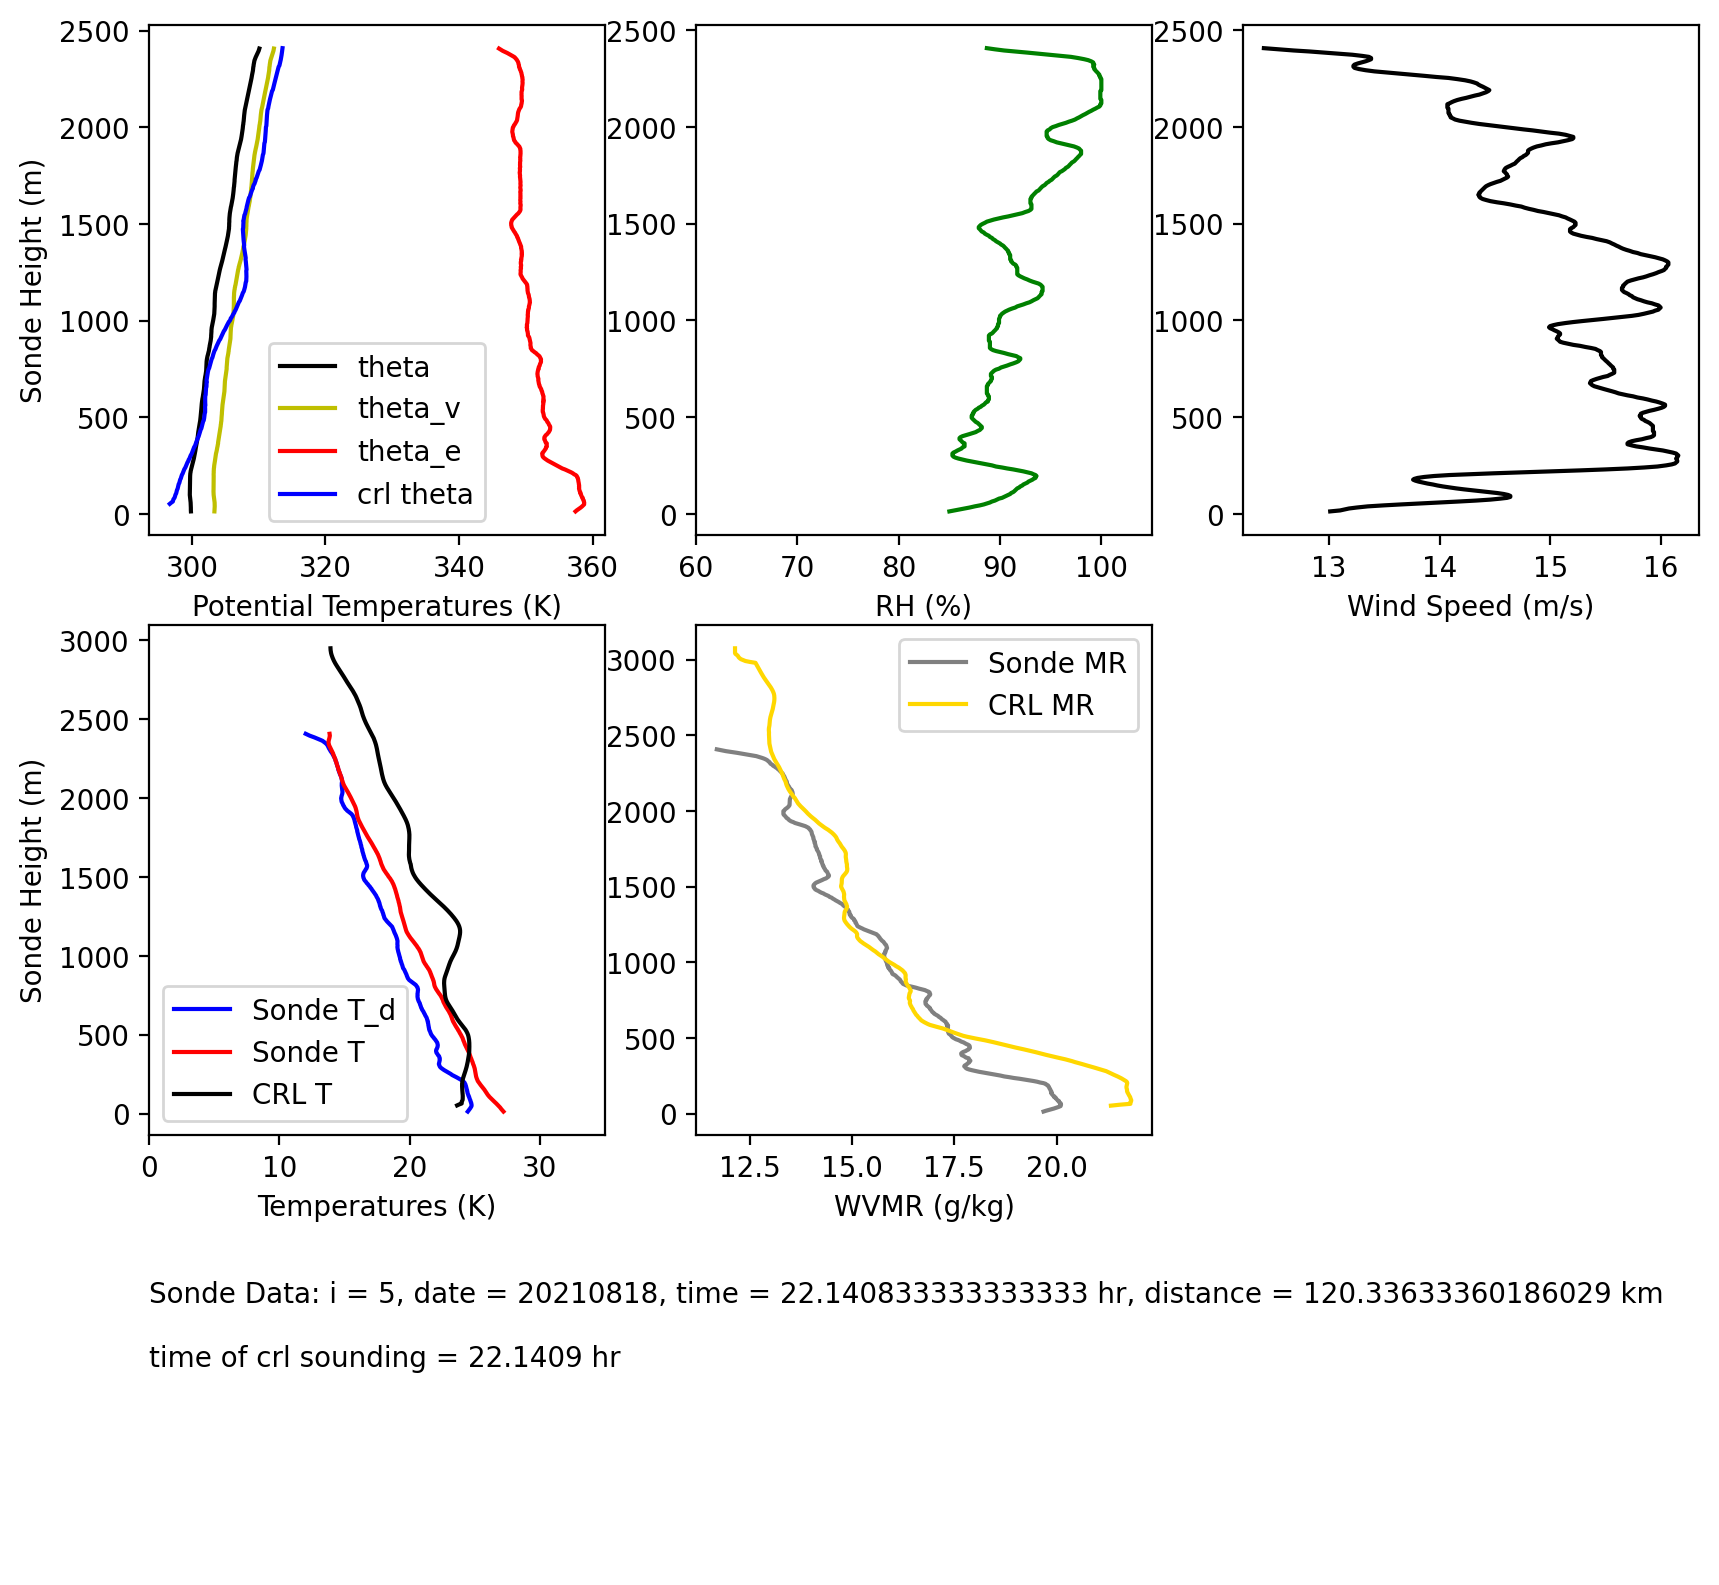 2500
2000
1500
1000
500
0
Sonde Height (m)
300 320 340 360
Potential Temperatures (K)
theta
theta_v
theta_e
crl theta
2500
2000
1500
1000
500
0
60 70 80 90 100
RH (%)
2500
2000
1500
1000
500
0
13 14 15 16
Wind Speed (m/s)
3000
2500
2000
1500
1000
500
0
Sonde Height (m)
Sonde T_d
Sonde T
CRL T
0 10 20 30
Temperatures (K)
3000
2500
2000
1500
1000
500
0
Sonde MR
CRL MR
12.5 15.0 17.5 20.0
WVMR (g/kg)
Sonde Data: i = 5, date = 20210818, time = 22.140833333333333 hr, distance = 120.33633360186029 km
time of crl sounding = 22.1409 hr